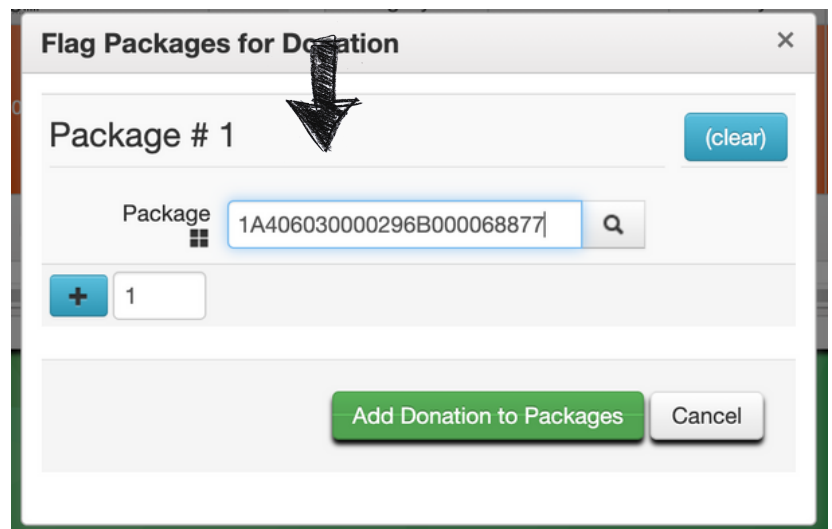 Flag Packages for Donation
×
Package # 1
(clear)
Package
1A406030000296B000068877
+ 1
Add Donation to Packages
Cancel